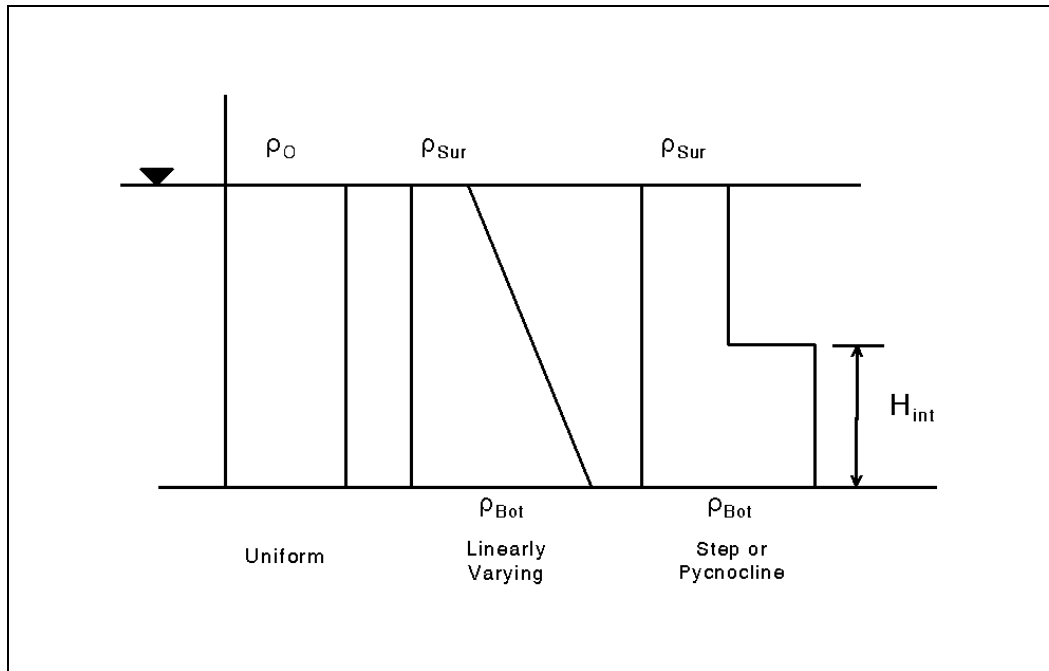 ρO
ρSur
ρSur
Hint
ρBot
ρBot
Uniform
Linearly
Varying
Step or
Pycnocline